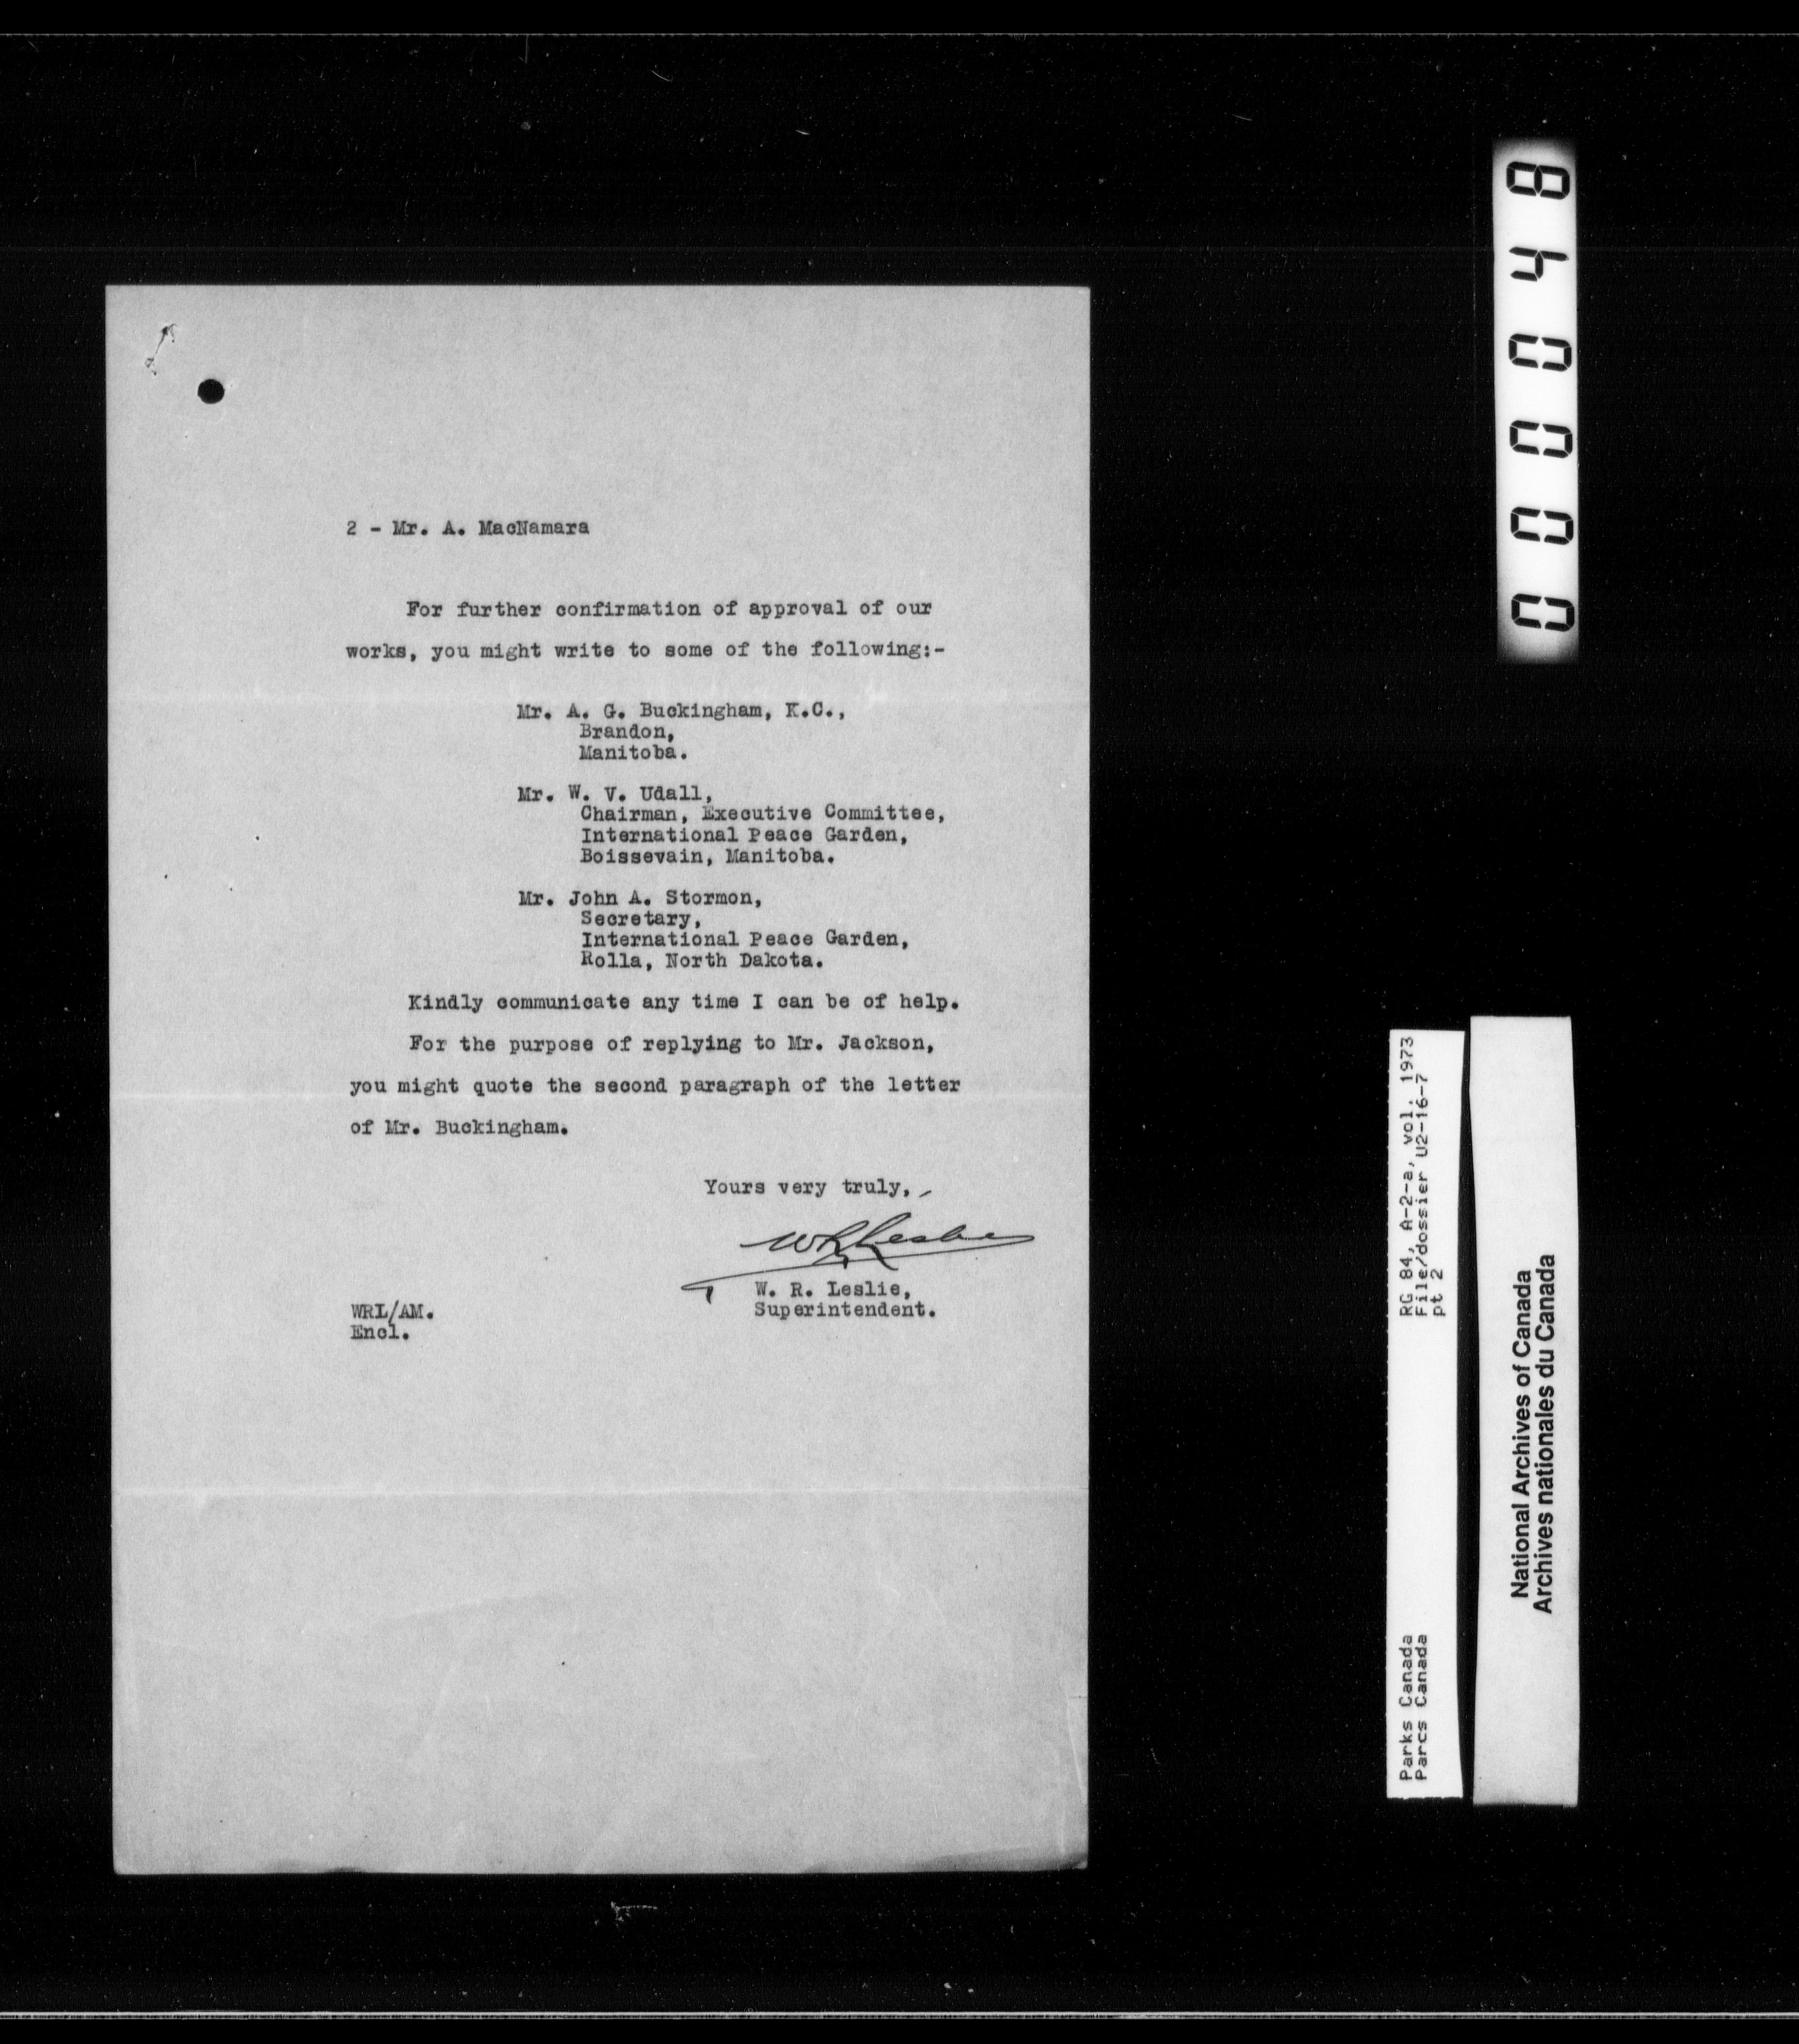 2 - Mr. A. MacNamara
For further confirmation of approval of our
works, you might write to some of the following:-
Mr. A. G. Buckingham, K.C.,
Brandon,
Manitoba.
Mr. W. V. Udall,
Chairman, Executive Committee,
International Peace Garden,
Boissevain, Manitoba.
Mr. John A. Stormon,
Secretary,
International Peace Garden,
Rolla, North Dakota.
Kindly communicate any time I can be of help.
For the purpose of replying to Mr. Jackson,
you might quote the second paragraph of the letter
of Mr. Buckingham.
Yours very truly,
WR Leslie
W. R. Leslie,
Superintendent.
WRL/AM.
Encl.
000048
Parks Canada RG 84, A-2-a, vol. 1973
Parcs Canada File/dossier U2-16-7
pt 2
National Archives of Canada
Archives nationales du Canada